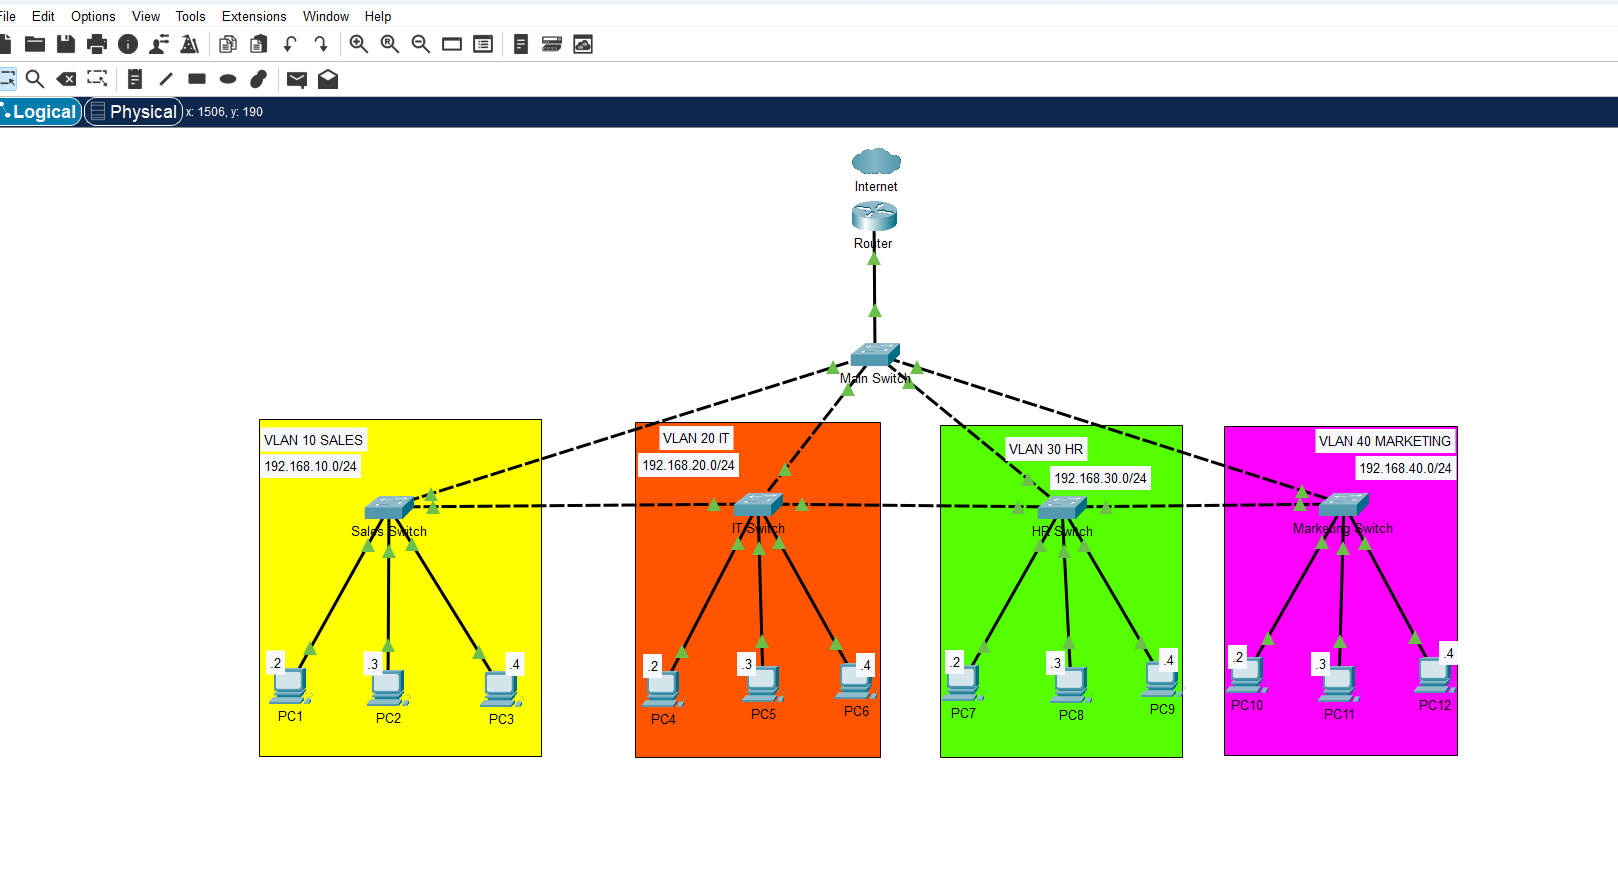 File Edit Options View Tools Extensions Window Help
Logical Physical x: 1506, y: 190
Internet
Router
Main Switch
VLAN 10 SALES
192.168.10.0/24
Sales Switch
.2
.3
.4
PC1
PC2
PC3
VLAN 20 IT
192.168.20.0/24
IT Switch
.2
.3
.4
PC4
PC5
PC6
VLAN 30 HR
192.168.30.0/24
HR Switch
.2
.3
.4
PC7
PC8
PC9
VLAN 40 MARKETING
192.168.40.0/24
Marketing Switch
.2
.3
.4
PC10
PC11
PC12